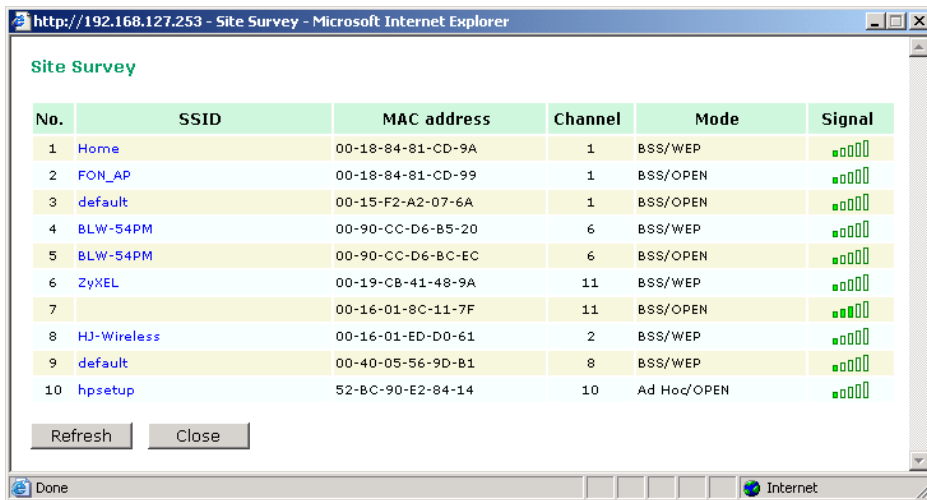 http://192.168.127.253 - Site Survey - Microsoft Internet Explorer
Site Survey
No. SSID MAC address Channel Mode Signal
1 Home 00-18-84-81-CD-9A 1 BSS/WEP
2 FON_AP 00-18-84-81-CD-99 1 BSS/OPEN
3 default 00-15-F2-A2-07-6A 1 BSS/OPEN
4 BLW-54PM 00-90-CC-D6-B5-20 6 BSS/WEP
5 BLW-54PM 00-90-CC-D6-BC-EC 6 BSS/OPEN
6 ZyXEL 00-19-CB-41-48-9A 11 BSS/WEP
7 00-16-01-8C-11-7F 11 BSS/OPEN
8 HJ-Wireless 00-16-01-ED-D0-61 2 BSS/WEP
9 default 00-40-05-56-9D-B1 8 BSS/WEP
10 hpsetup 52-BC-90-E2-84-14 10 Ad Hoc/OPEN
Refresh Close
Done Internet